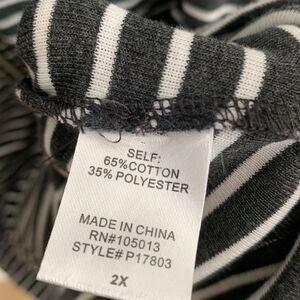 SELF:
65%COTTON
35% POLYESTER
MADE IN CHINA
RN#105013
STYLE# P17803
2X